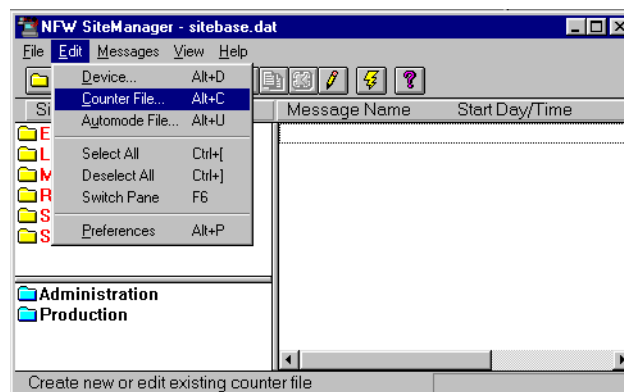 NFW SiteManager - sitebase.dat
File Edit Messages View Help
Device... Alt+D
Counter File... Alt+C
Automode File... Alt+U
Select All Ctrl+[
Deselect All Ctrl+]
Switch Pane F6
Preferences Alt+P
Si Message Name Start Day/Time
E
L
M
R
S
S
Administration
Production
Create new or edit existing counter file